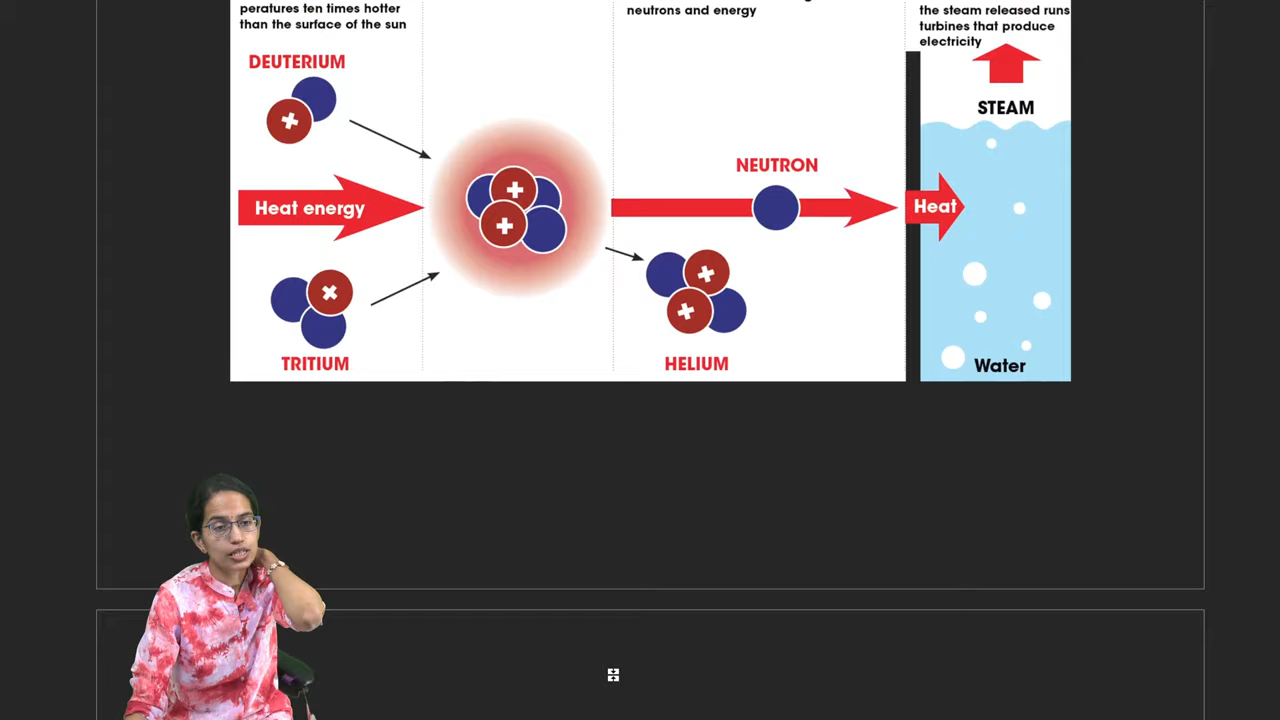 peratures ten times hotter
than the surface of the sun
neutrons and energy
the steam released runs
turbines that produce
electricity
DEUTERIUM
STEAM
NEUTRON
Heat energy
Heat
TRITIUM
HELIUM
Water